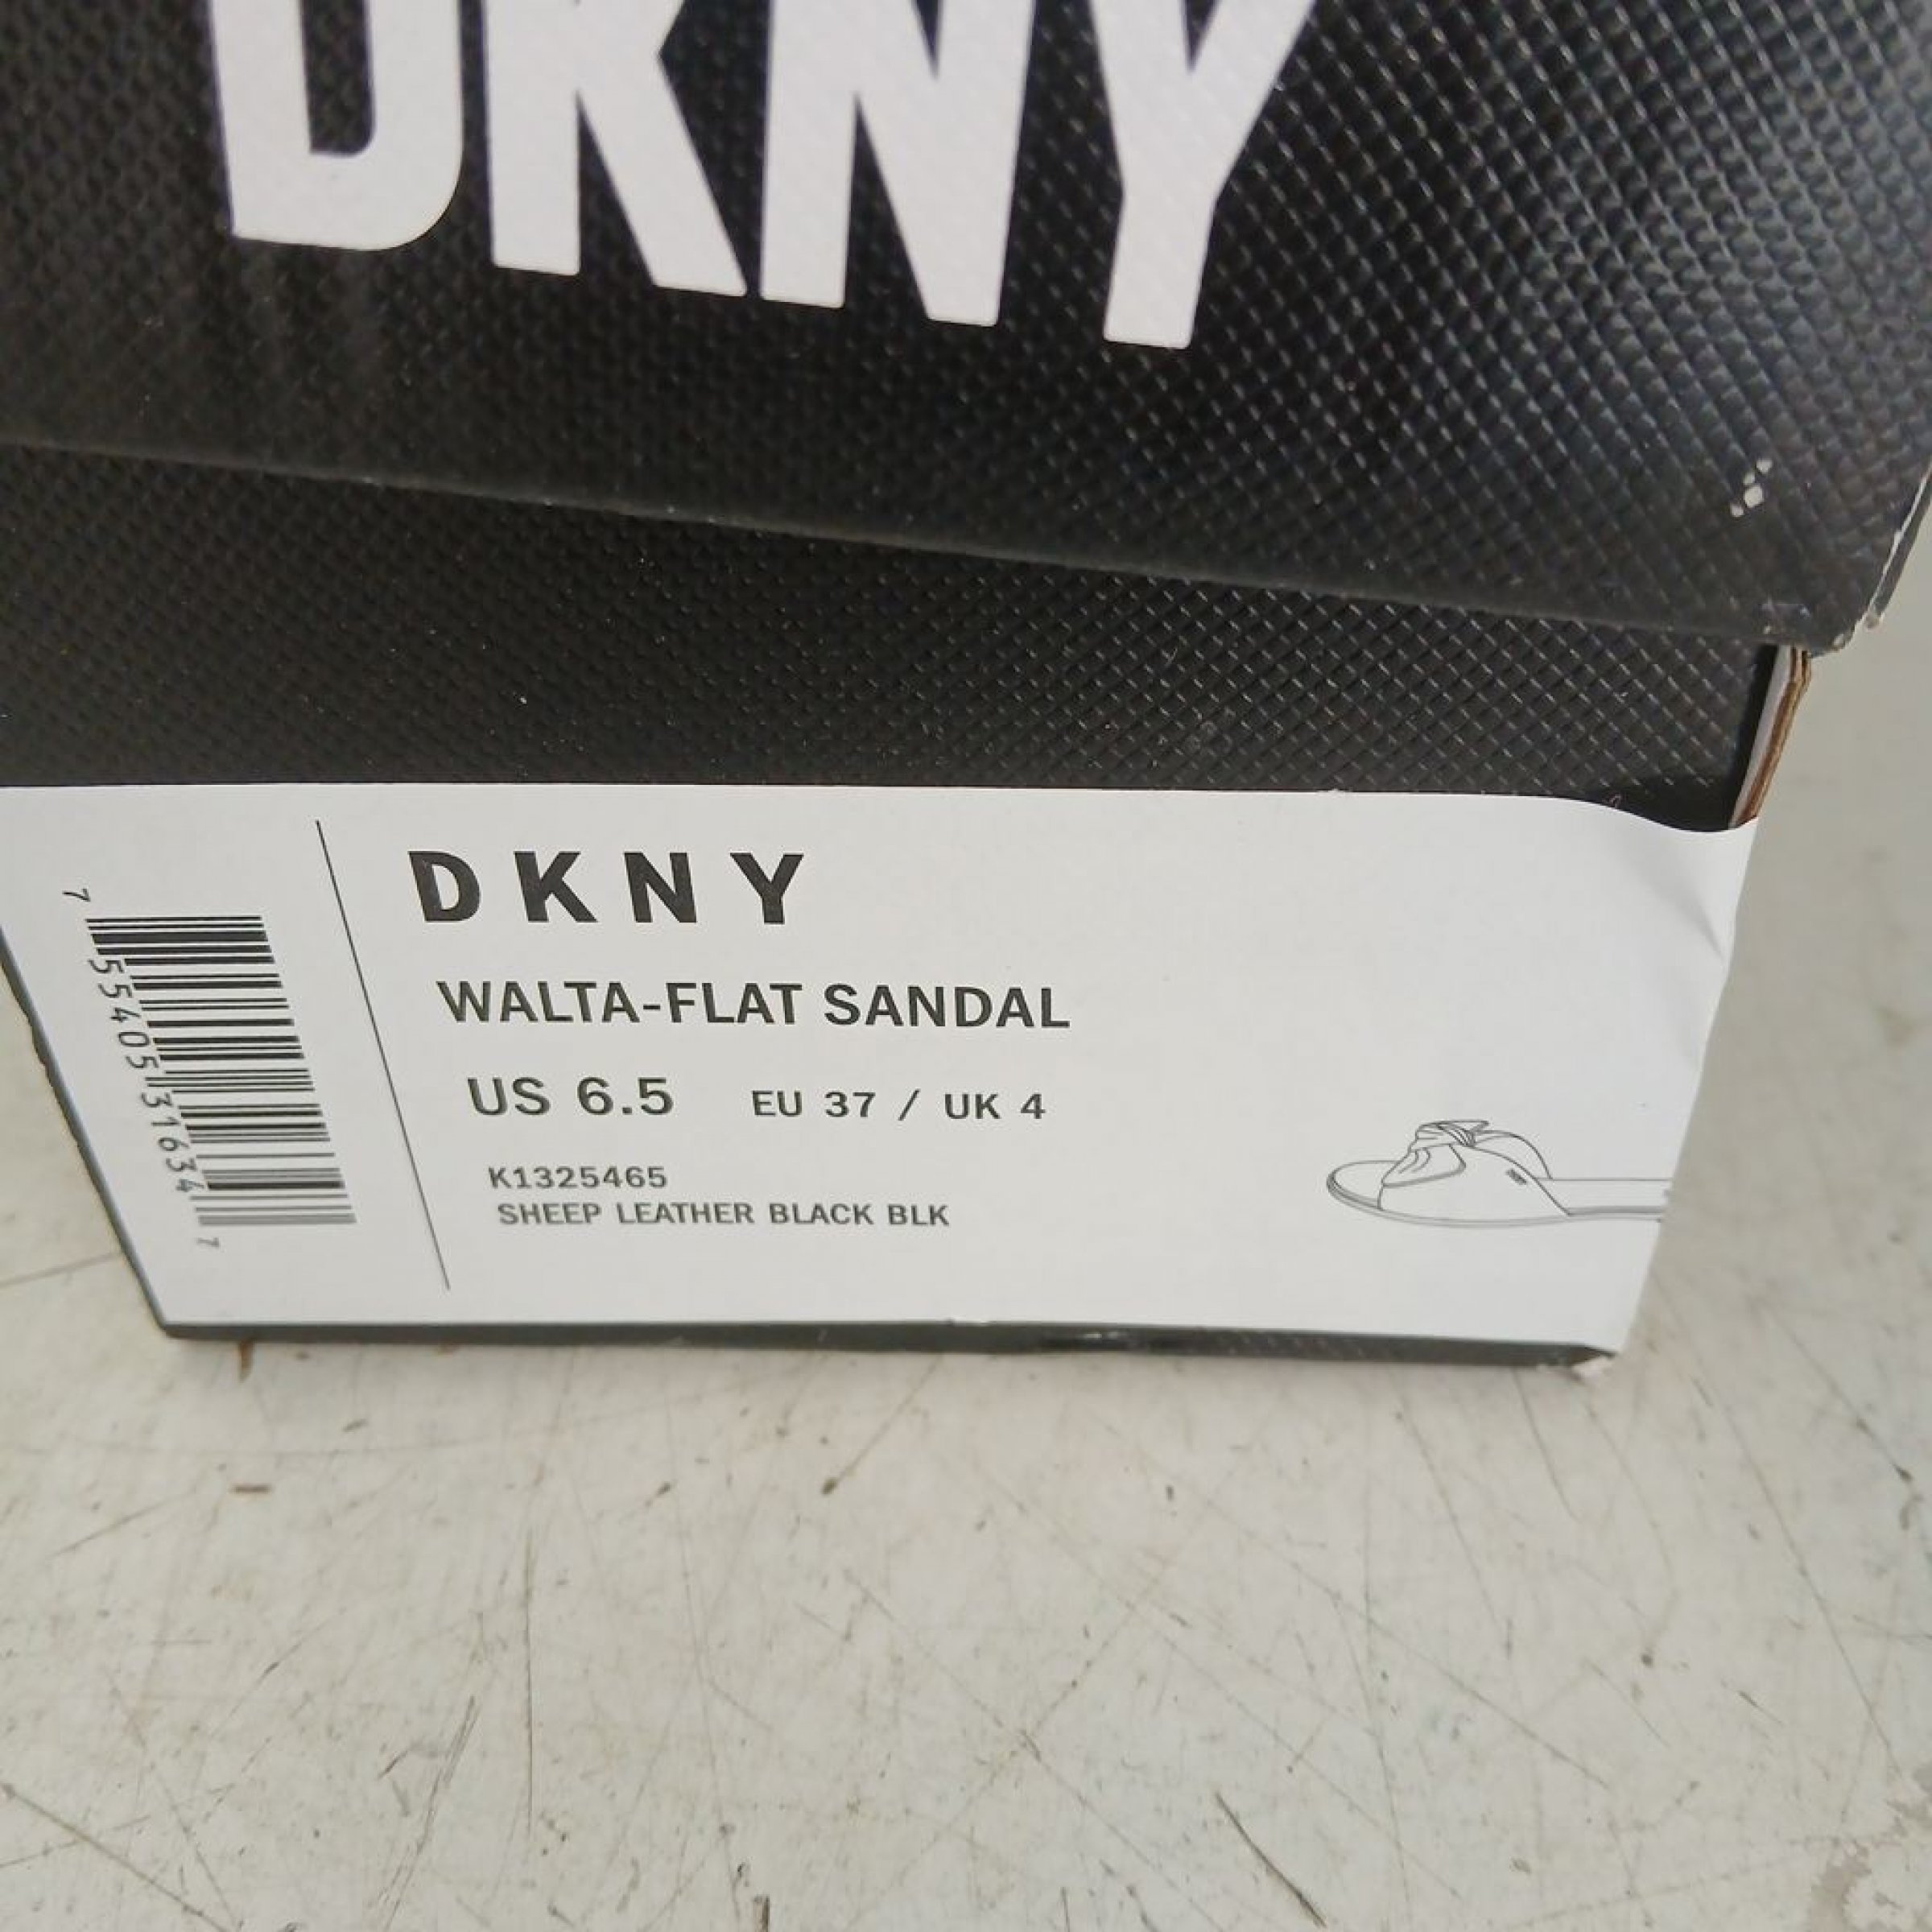 DKNY
DKNY
WALTA-FLAT SANDAL
US 6.5 EU 37 / UK 4
K1325465
SHEEP LEATHER BLACK BLK
7 55405 31634 7